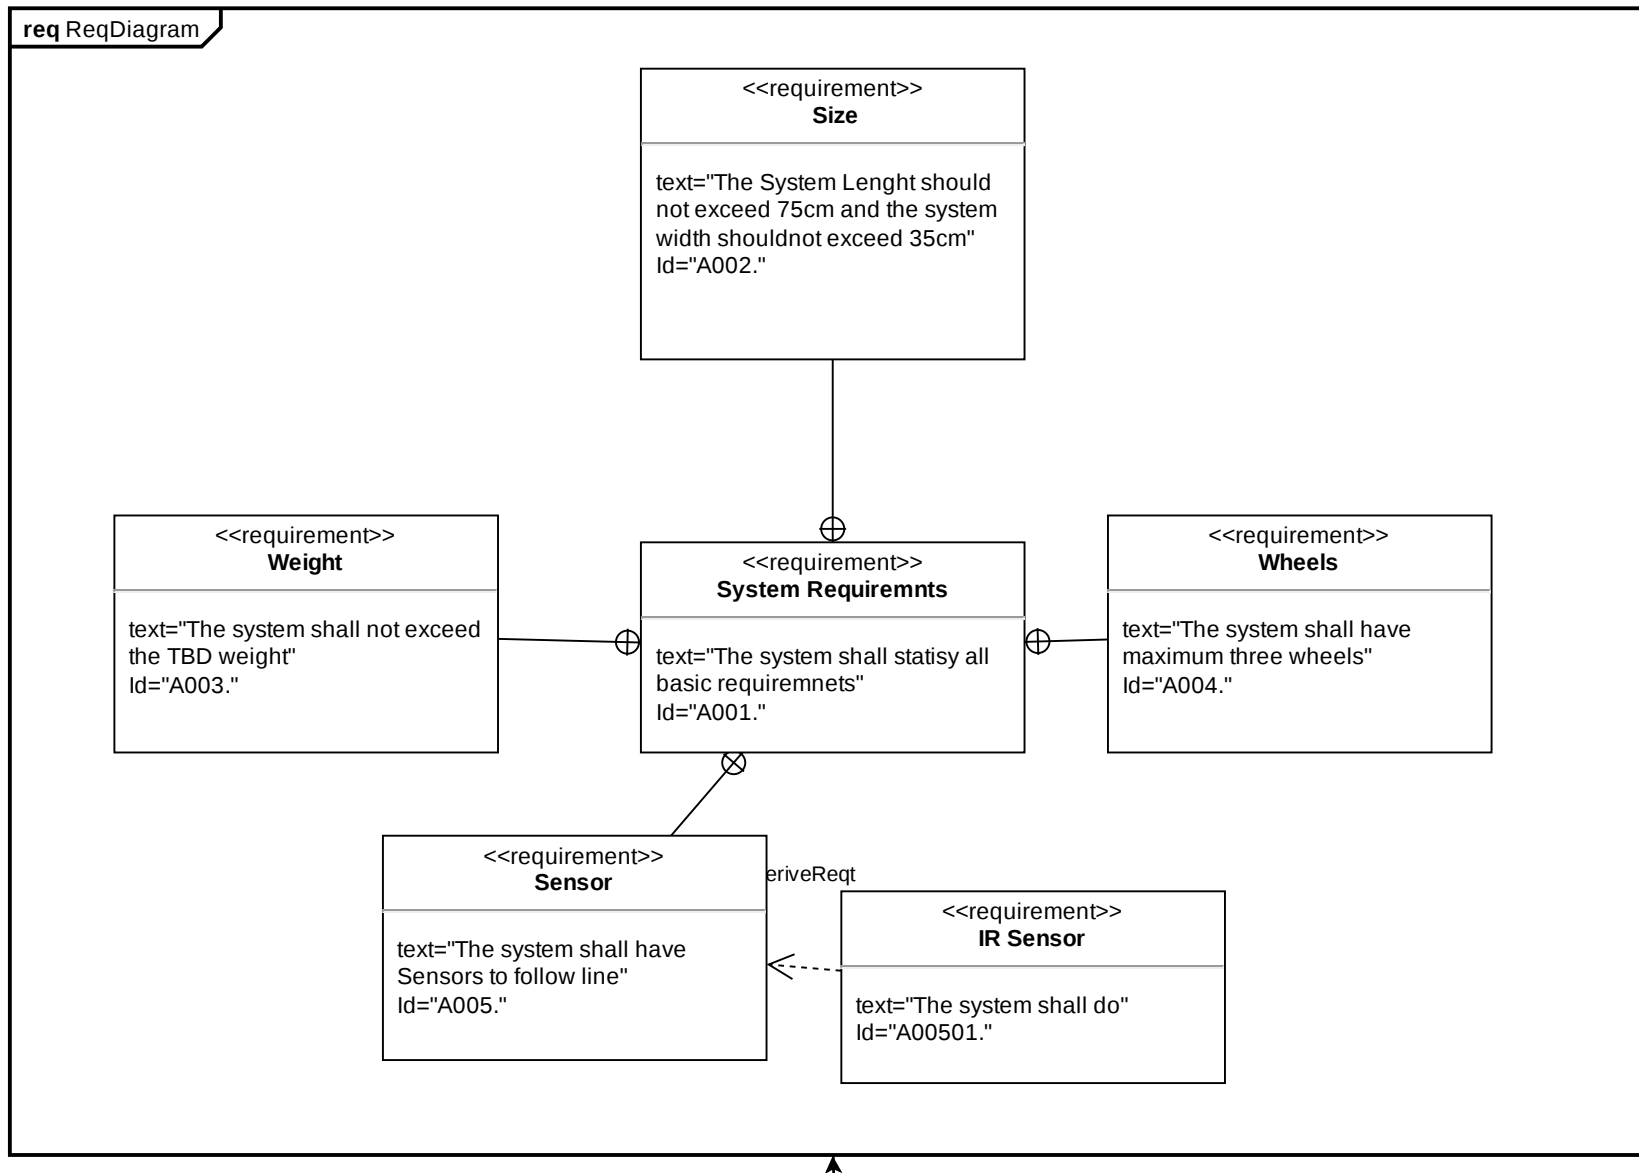 req ReqDiagram
<<requirement>>
Size
text="The System Lenght should
not exceed 75cm and the system
width shouldnot exceed 35cm"
Id="A002."
<<requirement>>
Weight
text="The system shall not exceed
the TBD weight"
Id="A003."
<<requirement>>
System Requiremnts
text="The system shall statisy all
basic requiremnets"
Id="A001."
<<requirement>>
Wheels
text="The system shall have
maximum three wheels"
Id="A004."
<<requirement>>
Sensor
text="The system shall have
Sensors to follow line"
Id="A005."
eriveReqt
<<requirement>>
IR Sensor
text="The system shall do"
Id="A00501."